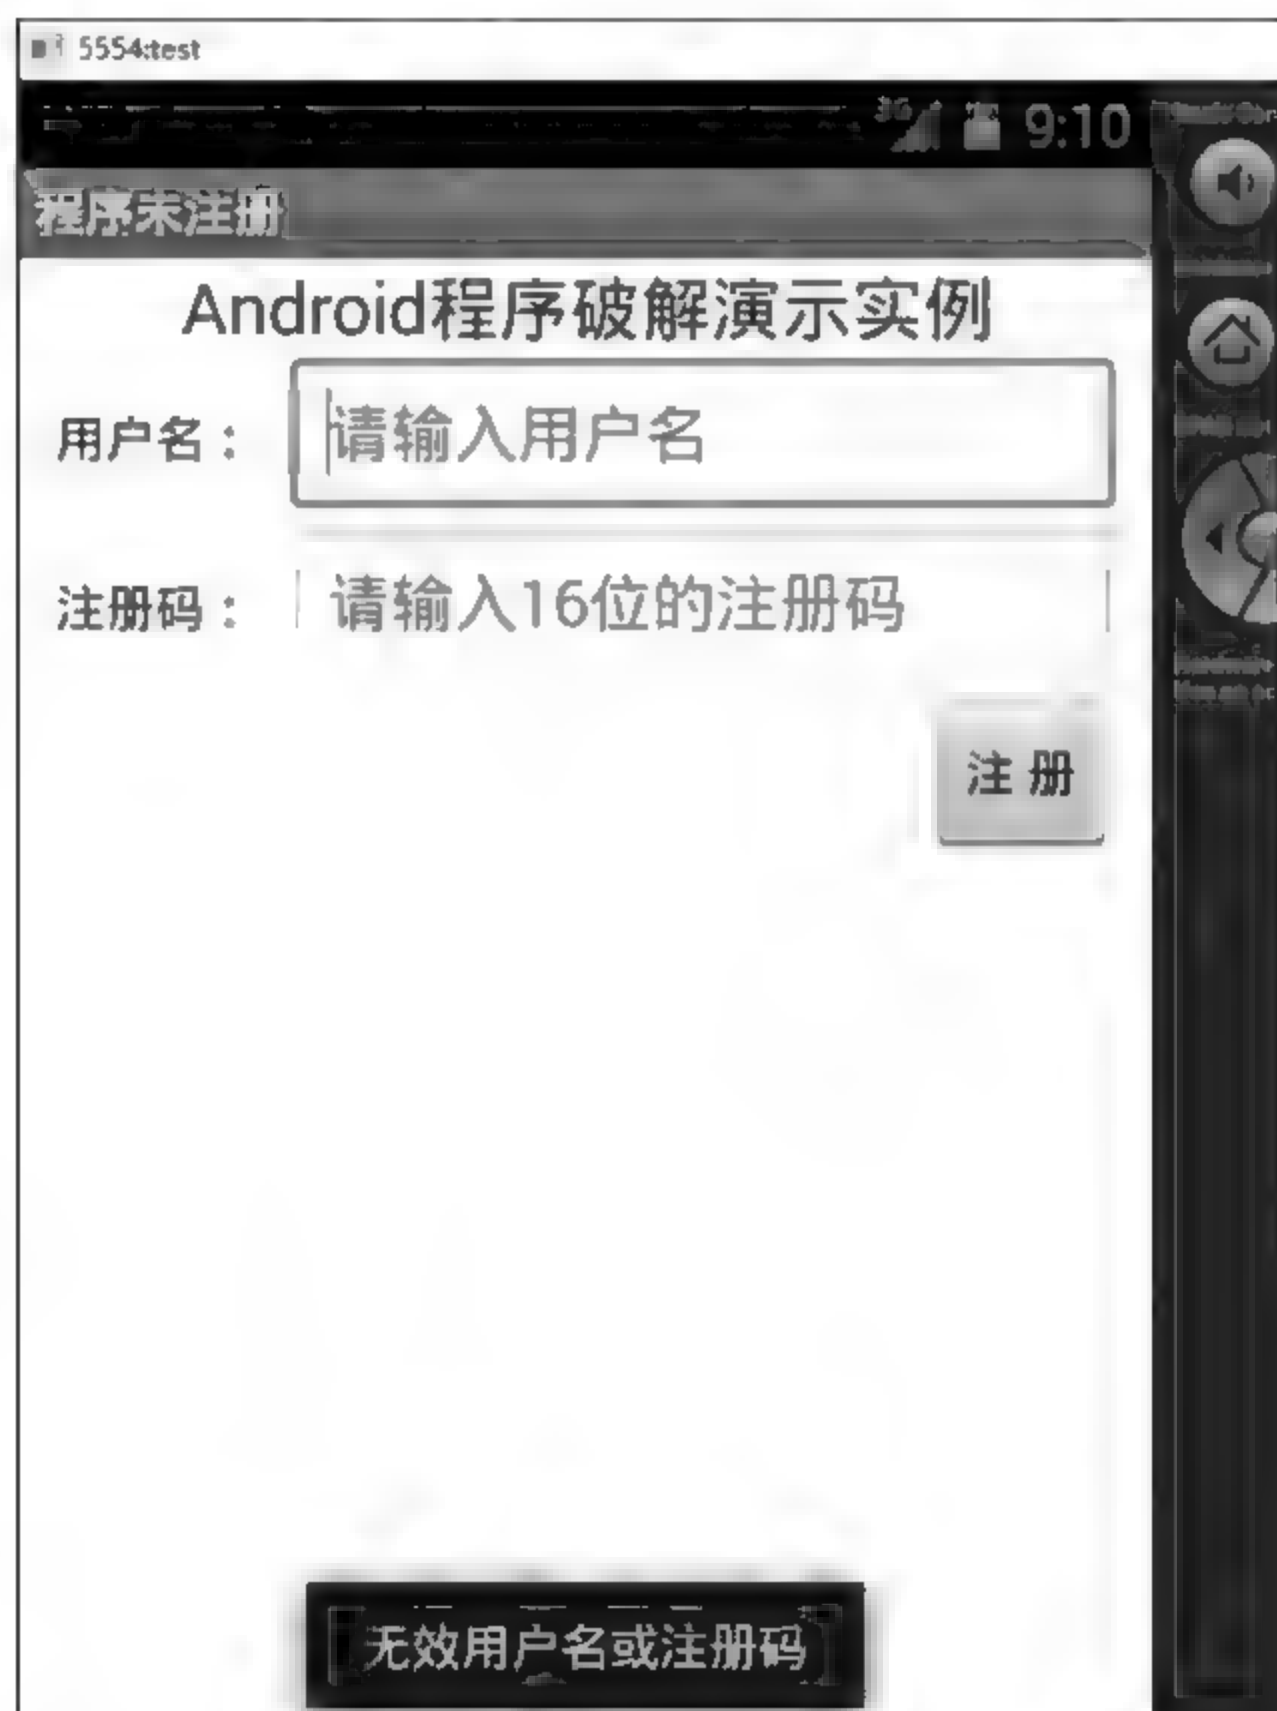 5554:test
3G 9:10
程序未注册
Android程序破解演示实例
用户名：
请输入用户名
注册码：
请输入16位的注册码
注 册
无效用户名或注册码